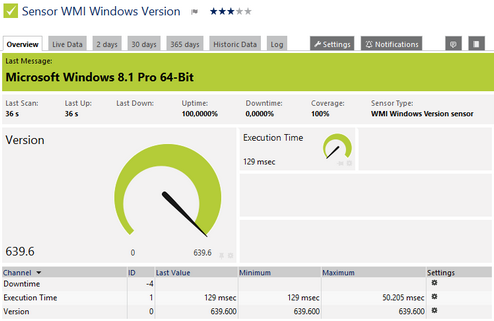 Sensor WMI Windows Version
Overview Live Data 2 days 30 days 365 days Historic Data Log Settings Notifications
Last Message:
Microsoft Windows 8.1 Pro 64-Bit
Last Scan: Last Up: Last Down: Uptime: Downtime: Coverage: Sensor Type:
36 s 36 s 100,0000% 0,0000% 100% WMI Windows Version sensor
Version
Execution Time
129 msec
639.6 0 639.6
Channel ID Last Value Minimum Maximum Settings
Downtime -4
Execution Time 1 129 msec 129 msec 50.205 msec
Version 0 639.600 639.600 639.600